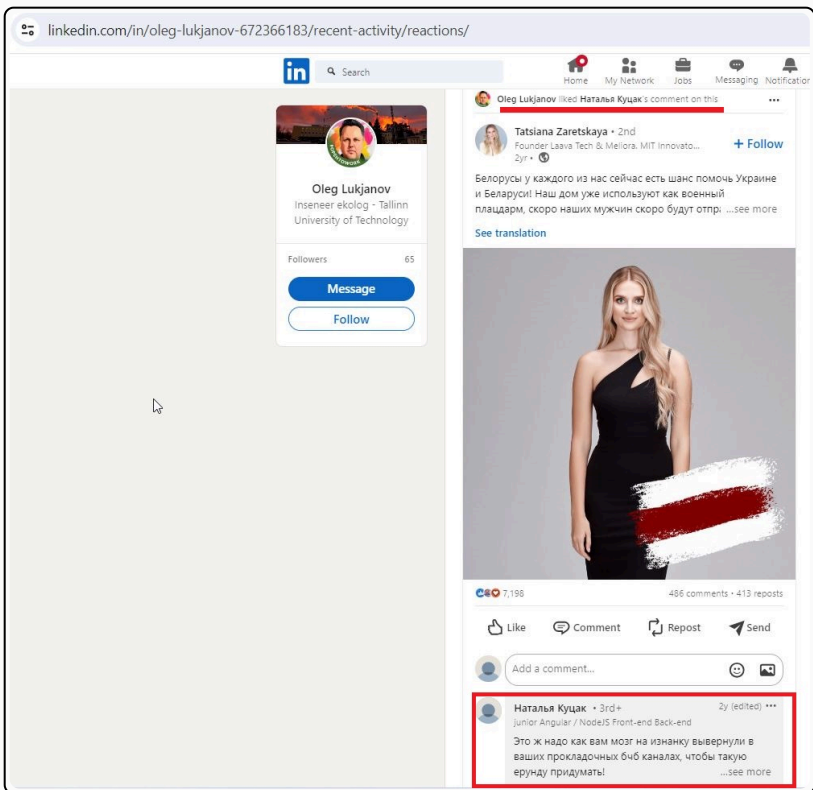 linkedin.com/in/oleg-lukjanov-672366183/recent-activity/reactions/
in
Search
Home
My Network
Jobs
Messaging
Notification
OPENTOWORK
Oleg Lukjanov
Inseneer ekolog - Tallinn
University of Technology
Followers 65
Message
Follow
Oleg Lukjanov liked Наталья Куцак's comment on this
Tatsiana Zaretskaya • 2nd
Founder Laava Tech & Meliora. MIT Innovato...
2yr •
+ Follow
Белорусы у каждого из нас сейчас есть шанс помочь Украине
и Беларуси! Наш дом уже используют как военный
плацдарм, скоро наших мужчин скоро будут отпр ...see more
See translation
7,198
486 comments • 413 reposts
Like
Comment
Repost
Send
Add a comment...
Наталья Куцак • 3rd+
2y (edited) •••
Junior Angular / NodeJS Front-end Back-end
Это ж надо как вам мозг на изнанку вывернули в
ваших прокладочных бчб каналах, чтобы такую
ерунду придумать! ...see more